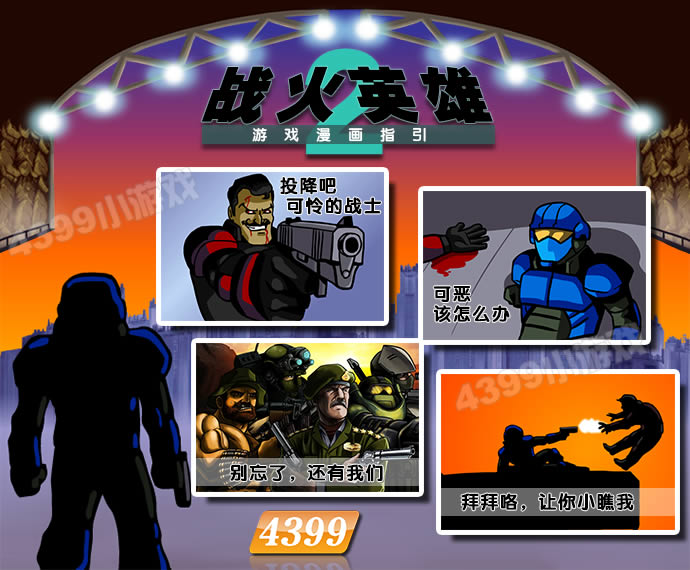 战火英雄2
游戏漫画指引
4399小游戏
投降吧
可怜的战士
可恶
该怎么办
4399小游戏
别忘了，还有我们
拜拜咯，让你小瞧我
4399